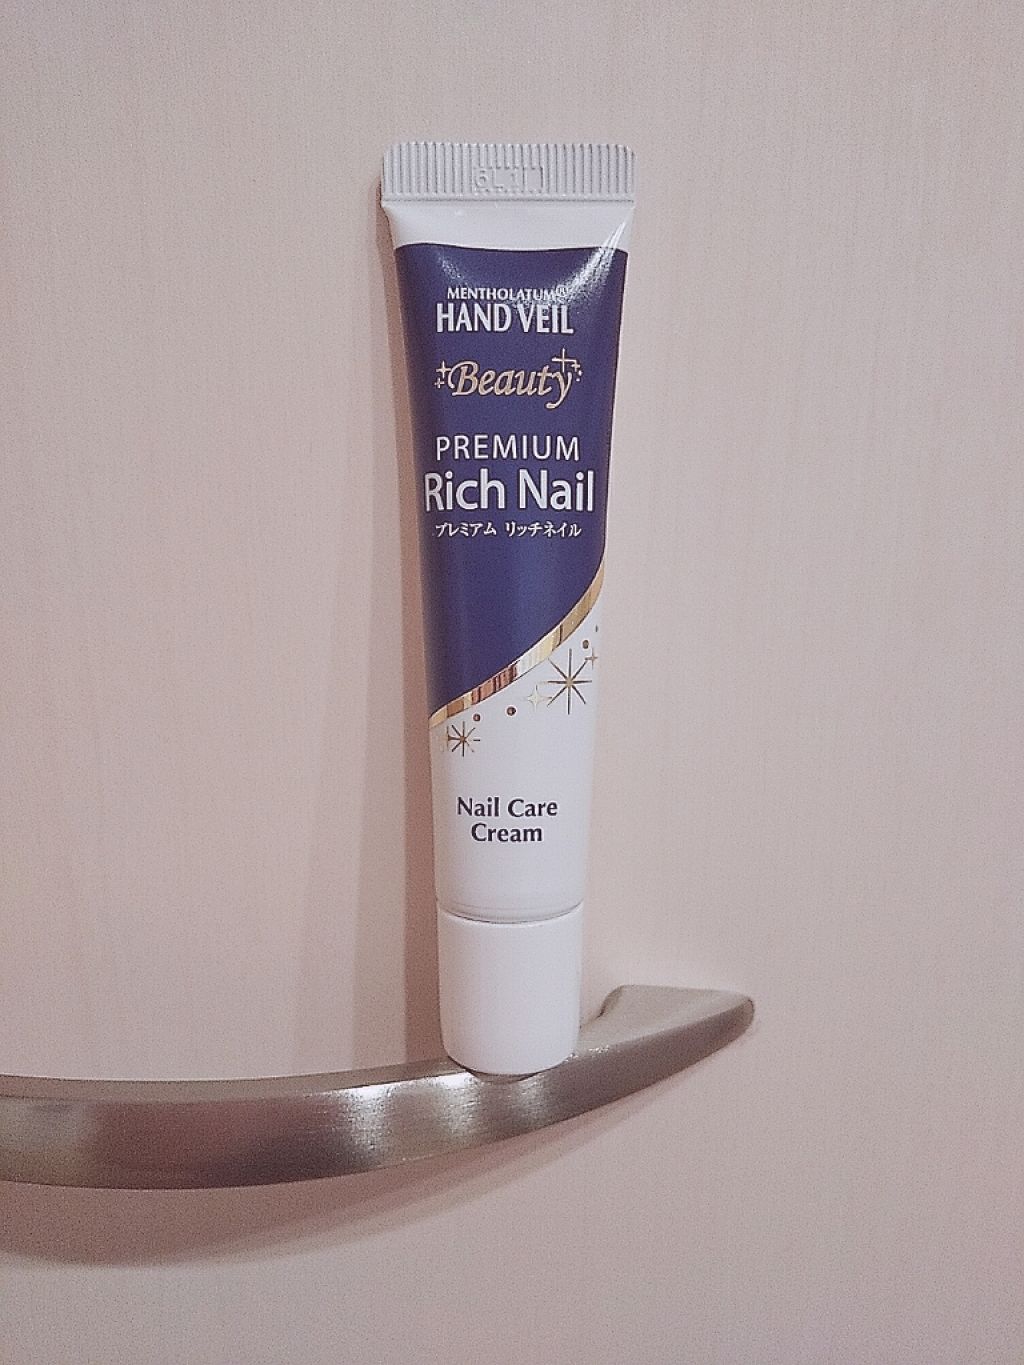 MENTHOLATUM®
HAND VEIL
Beauty
PREMIUM
Rich Nail
プレミアム リッチネイル
Nail Care
Cream